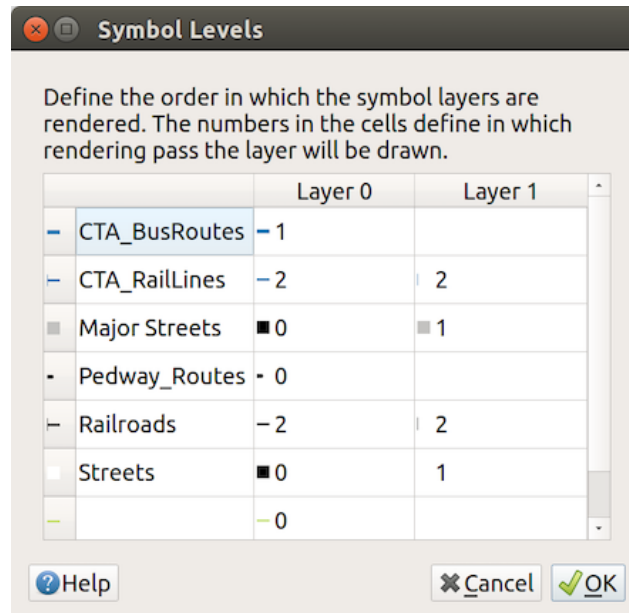 Symbol Levels
Define the order in which the symbol layers are
rendered. The numbers in the cells define in which
rendering pass the layer will be drawn.
Layer 0 Layer 1
CTA_BusRoutes 1
CTA_RailLines 2 2
Major Streets 0 1
Pedway_Routes 0
Railroads 2 2
Streets 0 1
0
Help Cancel OK